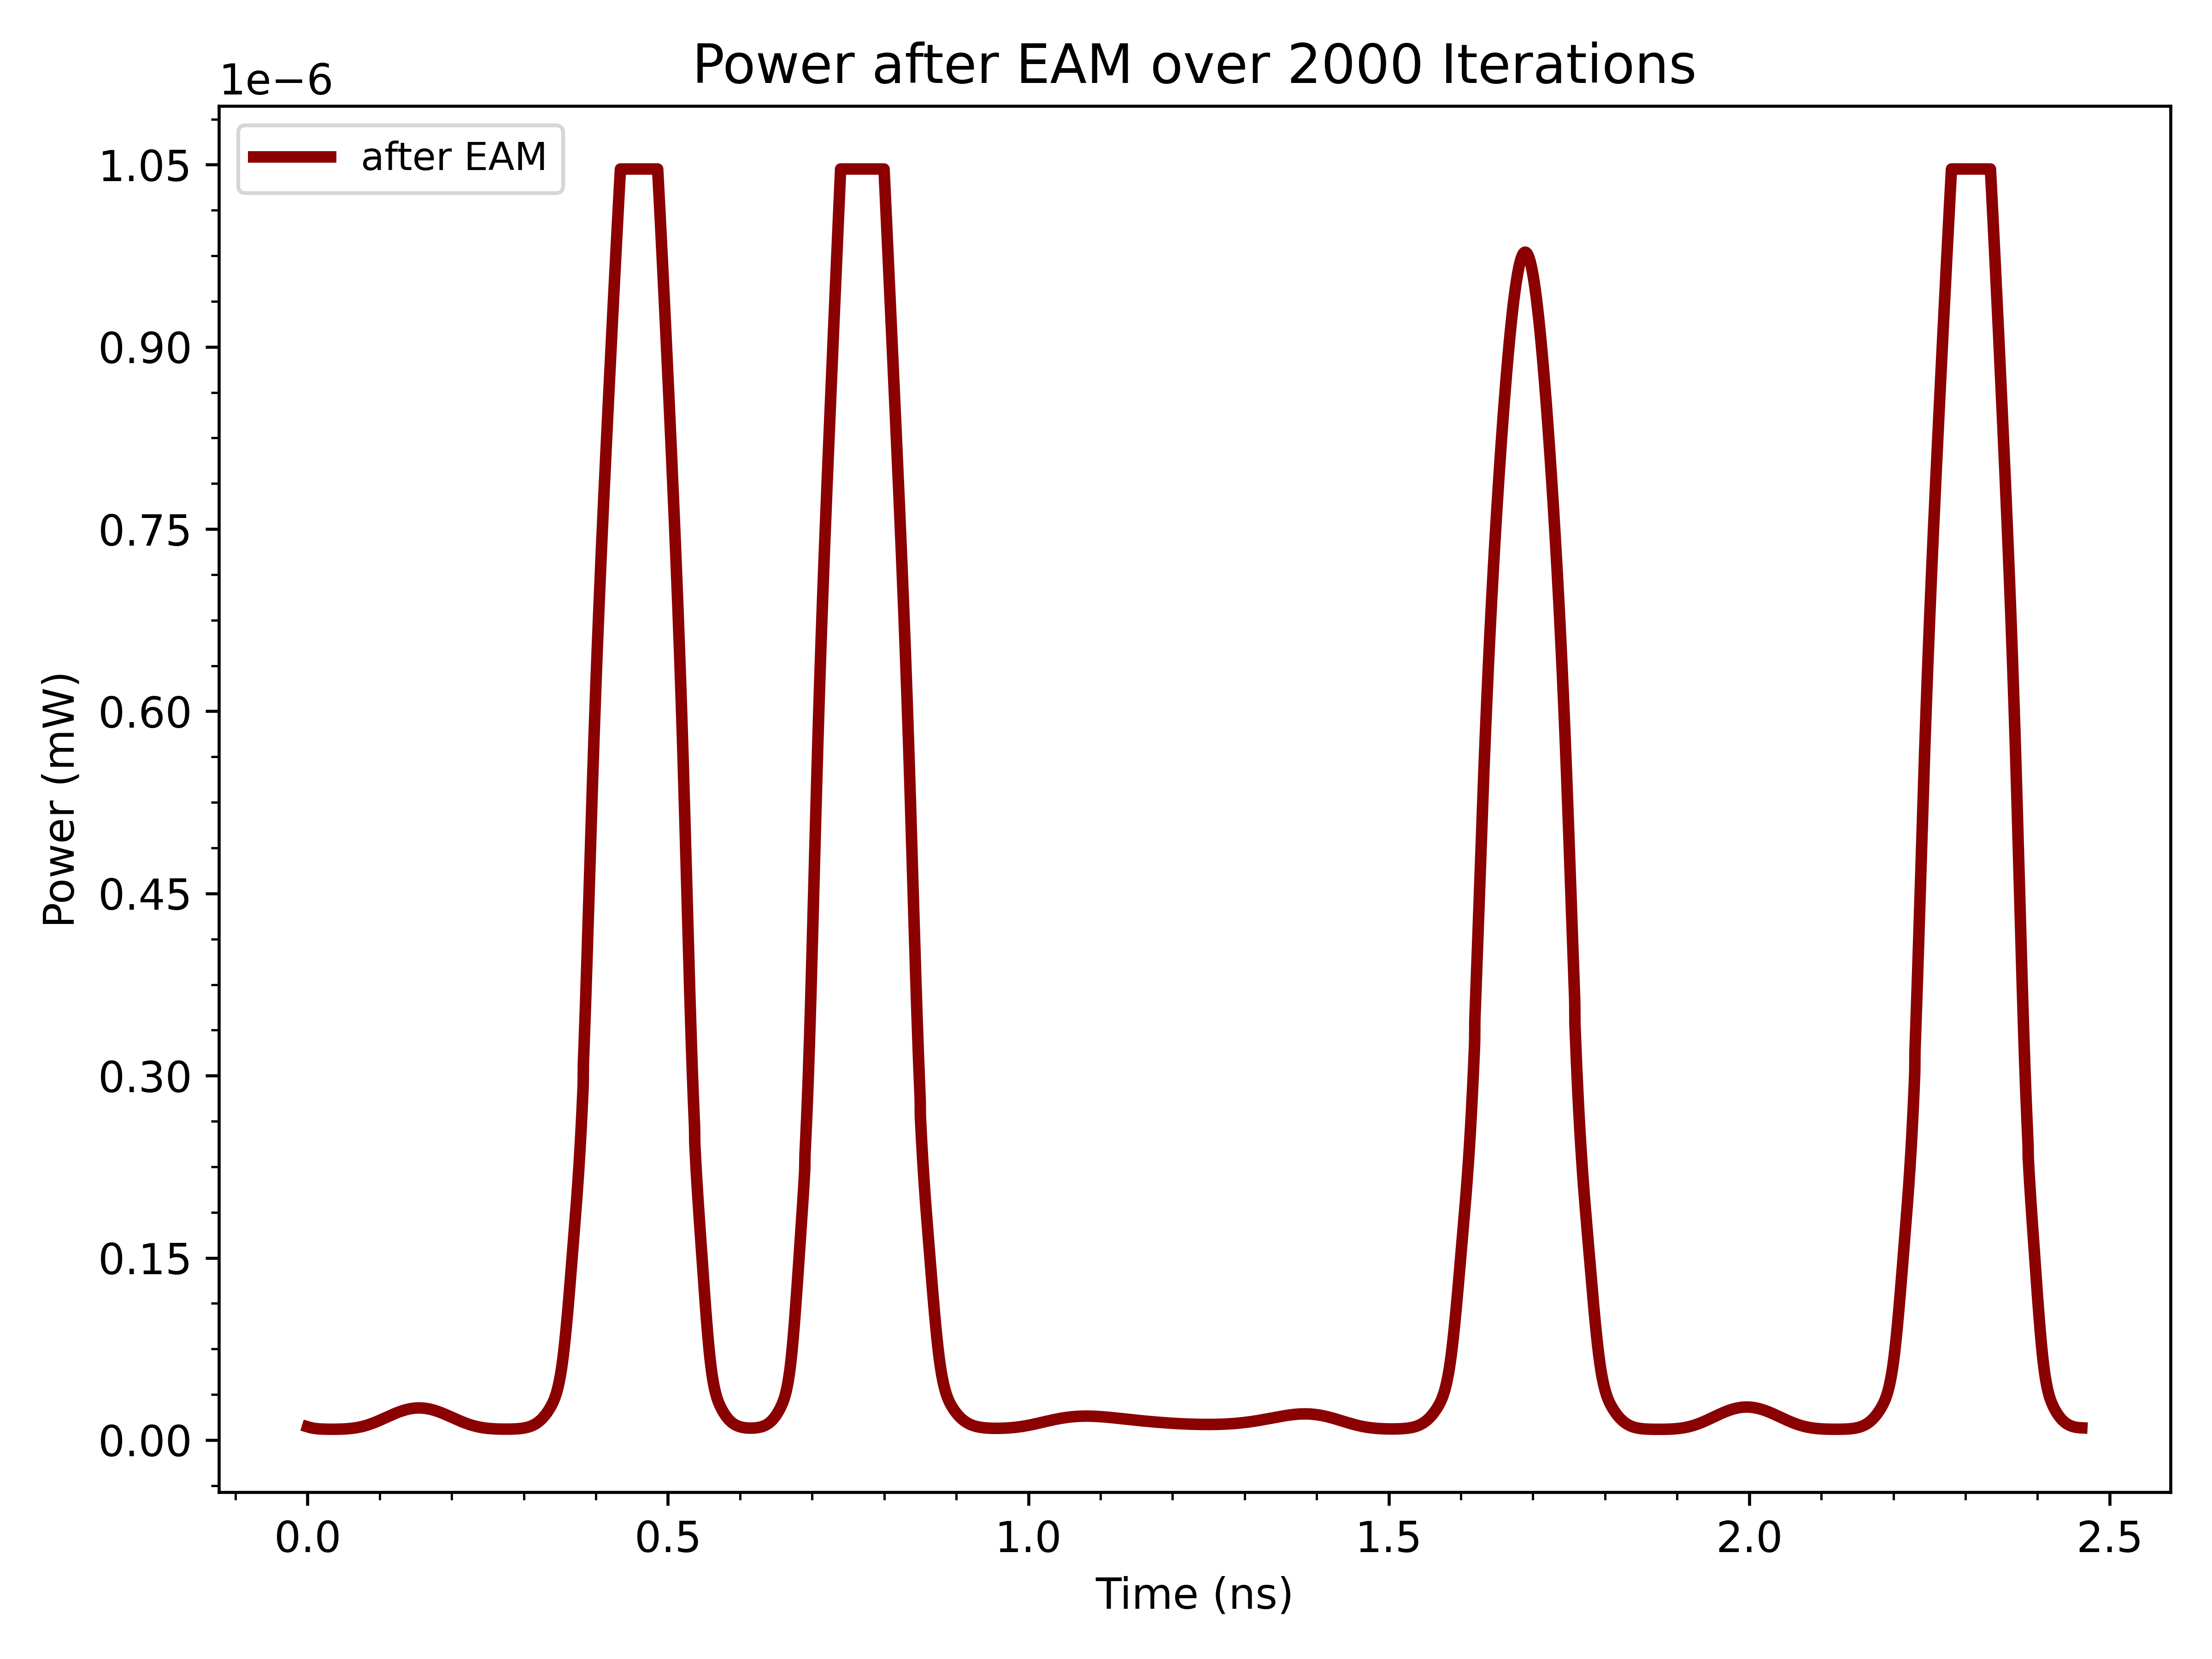 Power after EAM over 2000 Iterations
1e−6
after EAM
1.05
0.90
0.75
0.60
0.45
0.30
0.15
0.00
Power (mW)
0.0 0.5 1.0 1.5 2.0 2.5
Time (ns)